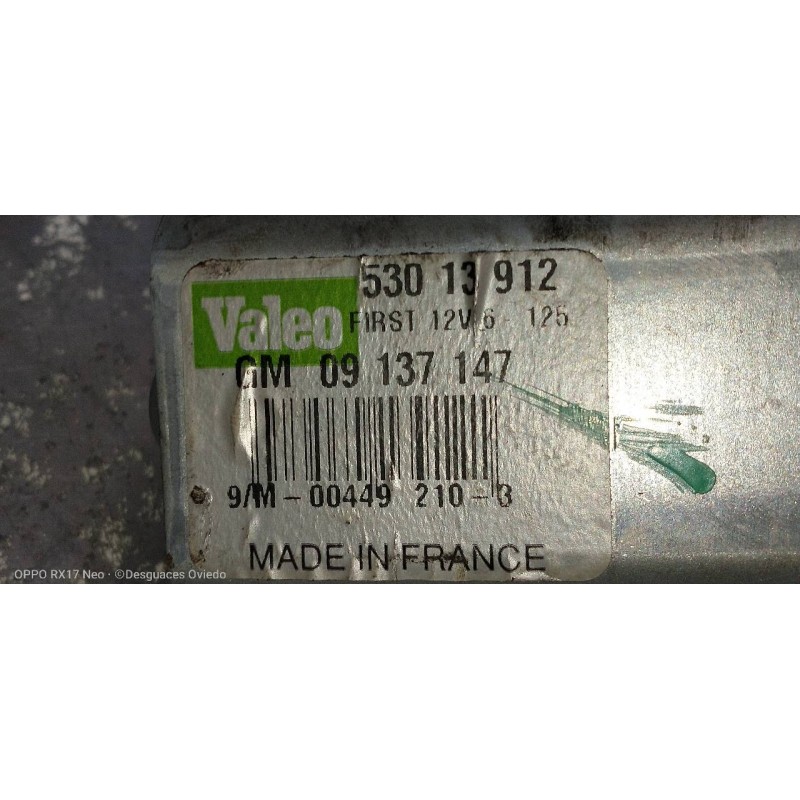 Valeo
530 13 912
FIRST 12V 6 - 125
GM 09 137 147
9/M-00449 210-3
MADE IN FRANCE
OPPO RX17 Neo · ©Desguaces Oviedo